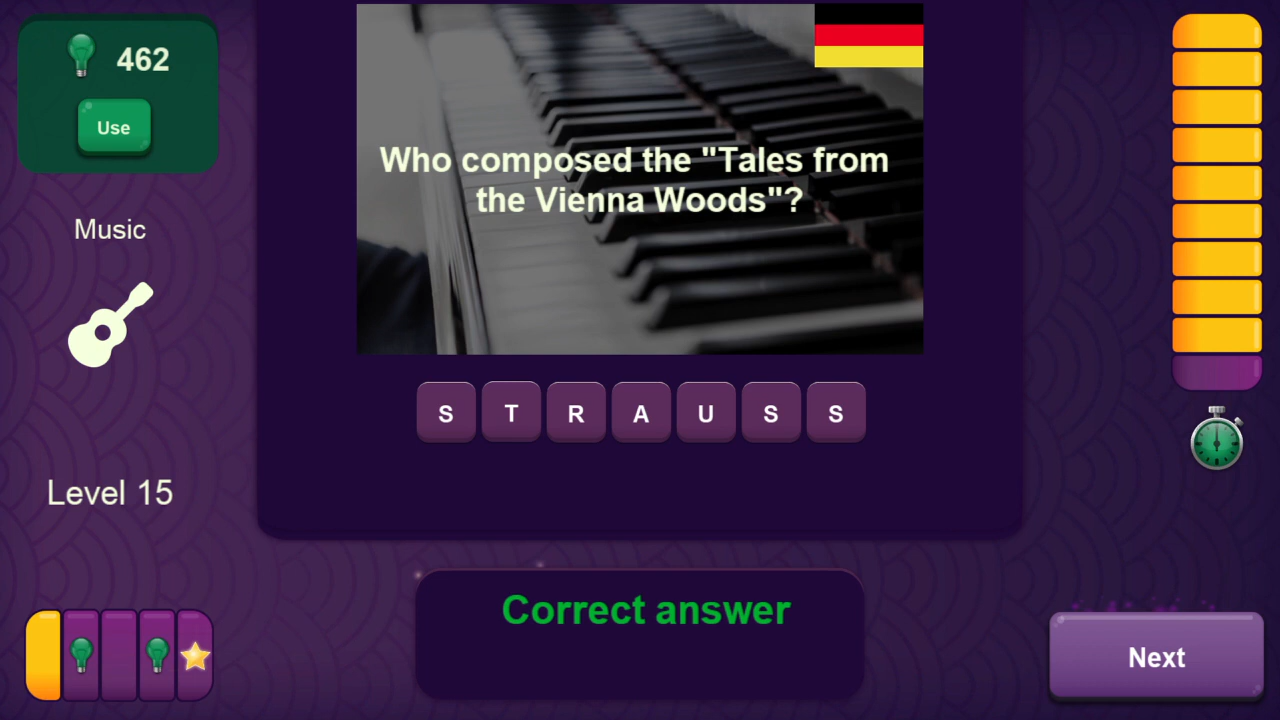 462
Use
Music
Level 15
Who composed the "Tales from
the Vienna Woods"?
S T R A U S S
Correct answer
Next